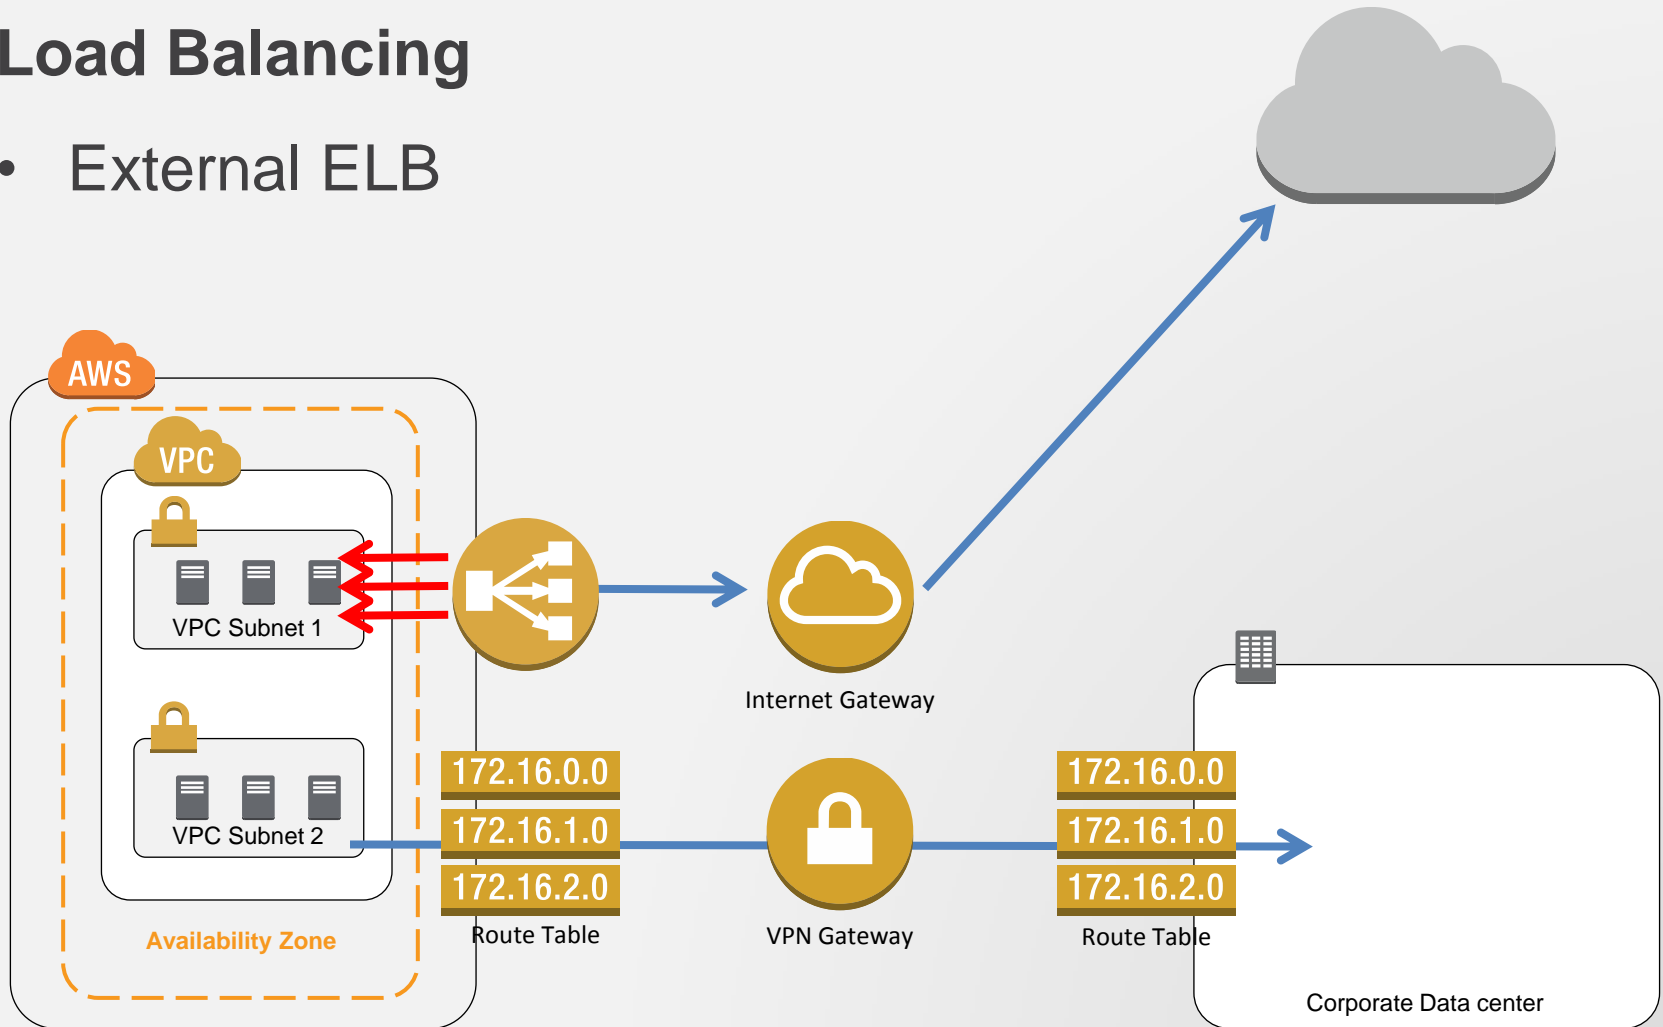 Load Balancing
• External ELB
AWS
VPC
VPC Subnet 1
Internet Gateway
VPC Subnet 2
172.16.0.0
172.16.1.0
172.16.2.0
Route Table
VPN Gateway
172.16.0.0
172.16.1.0
172.16.2.0
Route Table
Availability Zone
Corporate Data center